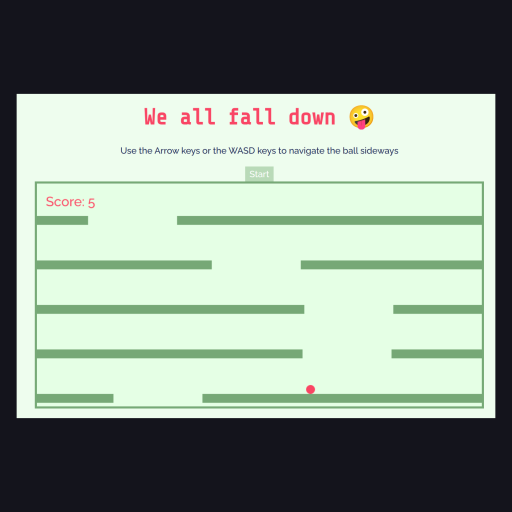 We all fall down 🤪
Use the Arrow keys or the WASD keys to navigate the ball sideways
Start
Score: 5